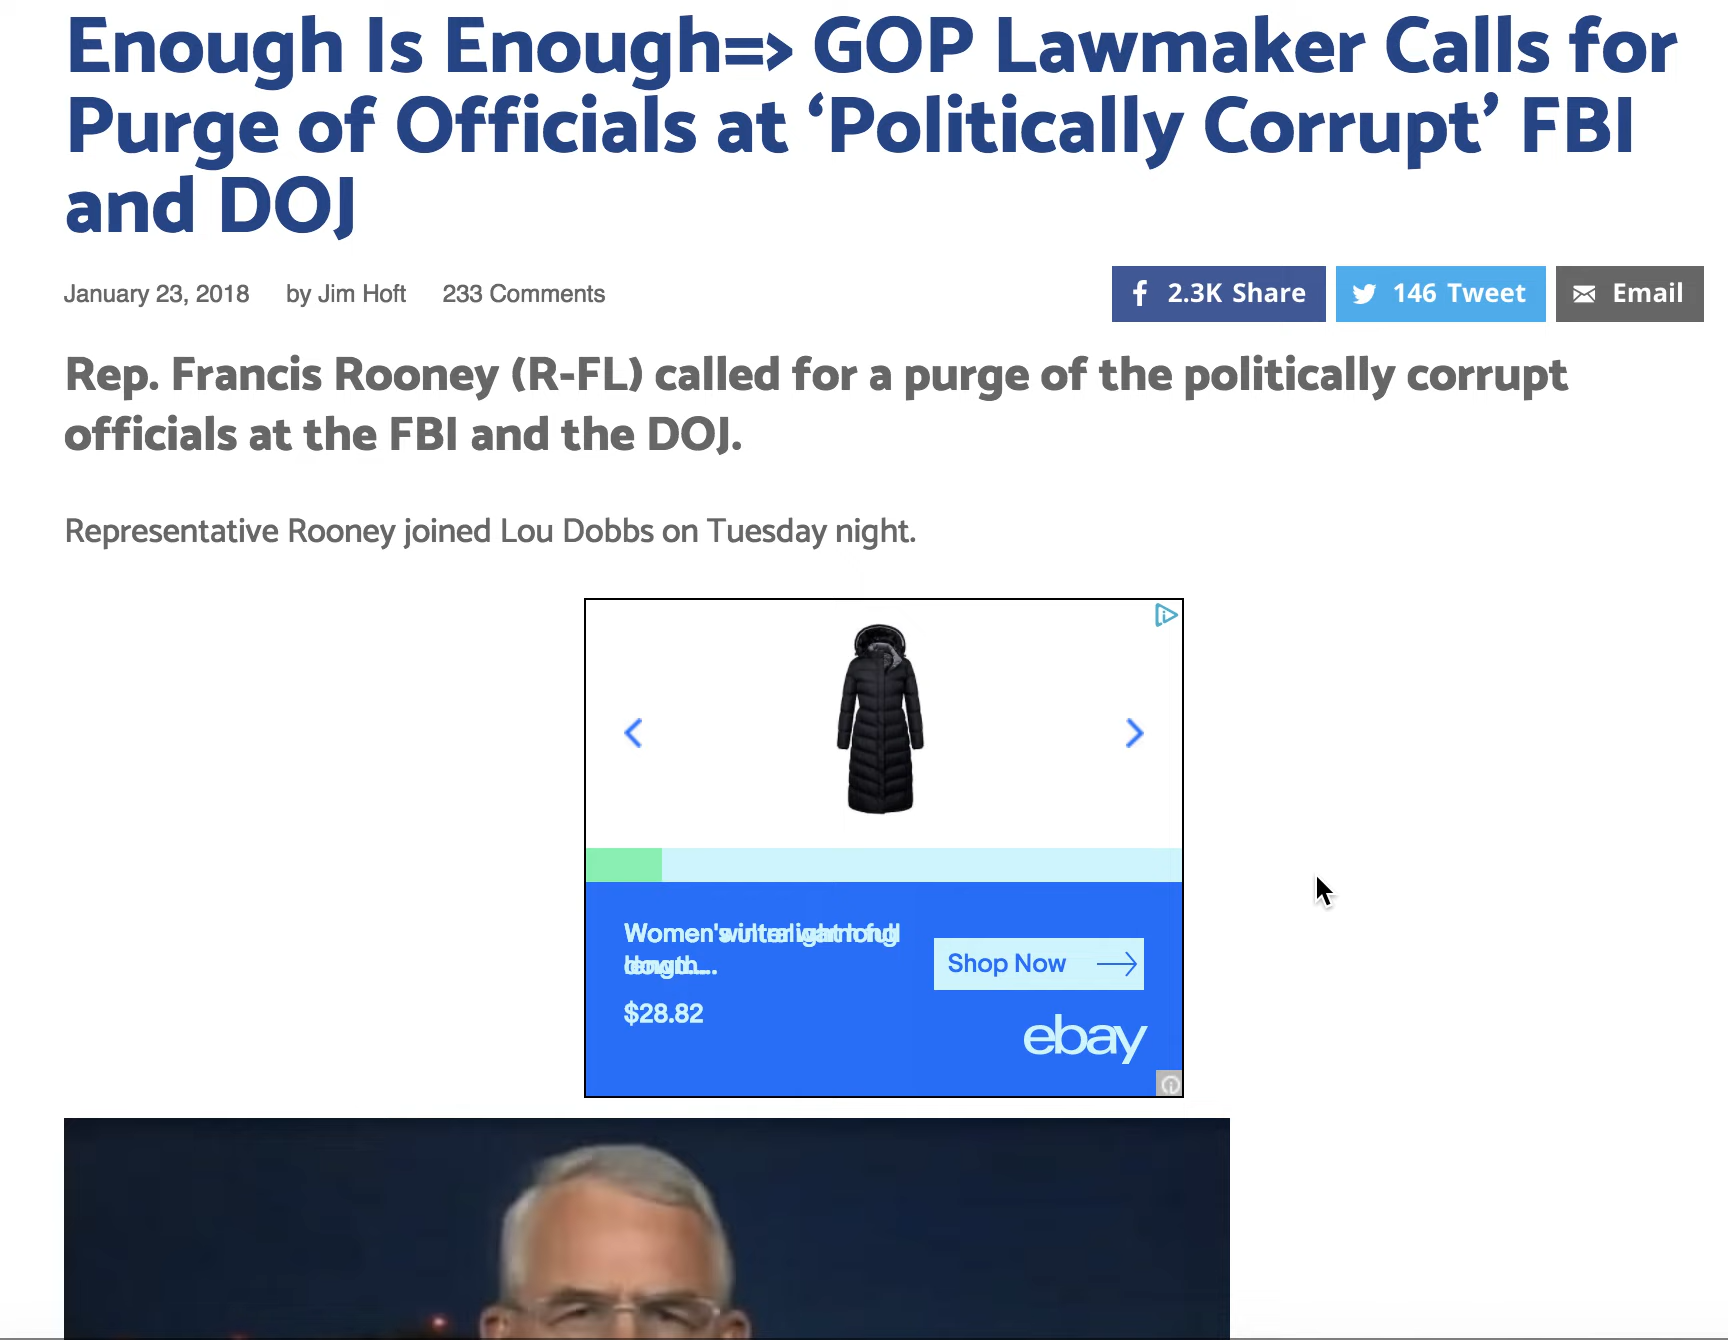 Enough Is Enough=> GOP Lawmaker Calls for
Purge of Officials at ‘Politically Corrupt’ FBI
and DOJ
January 23, 2018 by Jim Hoft 233 Comments
2.3K Share 146 Tweet Email
Rep. Francis Rooney (R-FL) called for a purge of the politically corrupt
officials at the FBI and the DOJ.
Representative Rooney joined Lou Dobbs on Tuesday night.
Women's
Shop Now
$28.82
ebay